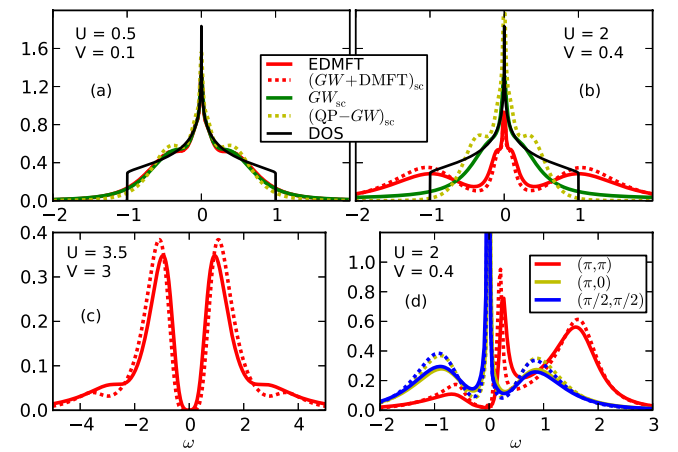 U = 0.5
V = 0.1
(a)
1.6
1.2
0.8
0.4
0.0
−2 −1 0 1
EDMFT
(GW+DMFT)sc
GWsc
(QP−GW)sc
DOS
U = 2
V = 0.4
(b)
−2 −1 0 1 2
U = 3.5
V = 3
(c)
0.4
0.3
0.2
0.1
0.0
−4 −2 0 2 4
ω
U = 2
V = 0.4
(d)
(π,π)
(π,0)
(π/2,π/2)
1.0
0.8
0.6
0.4
0.2
0.0
−2 −1 0 1 2 3
ω